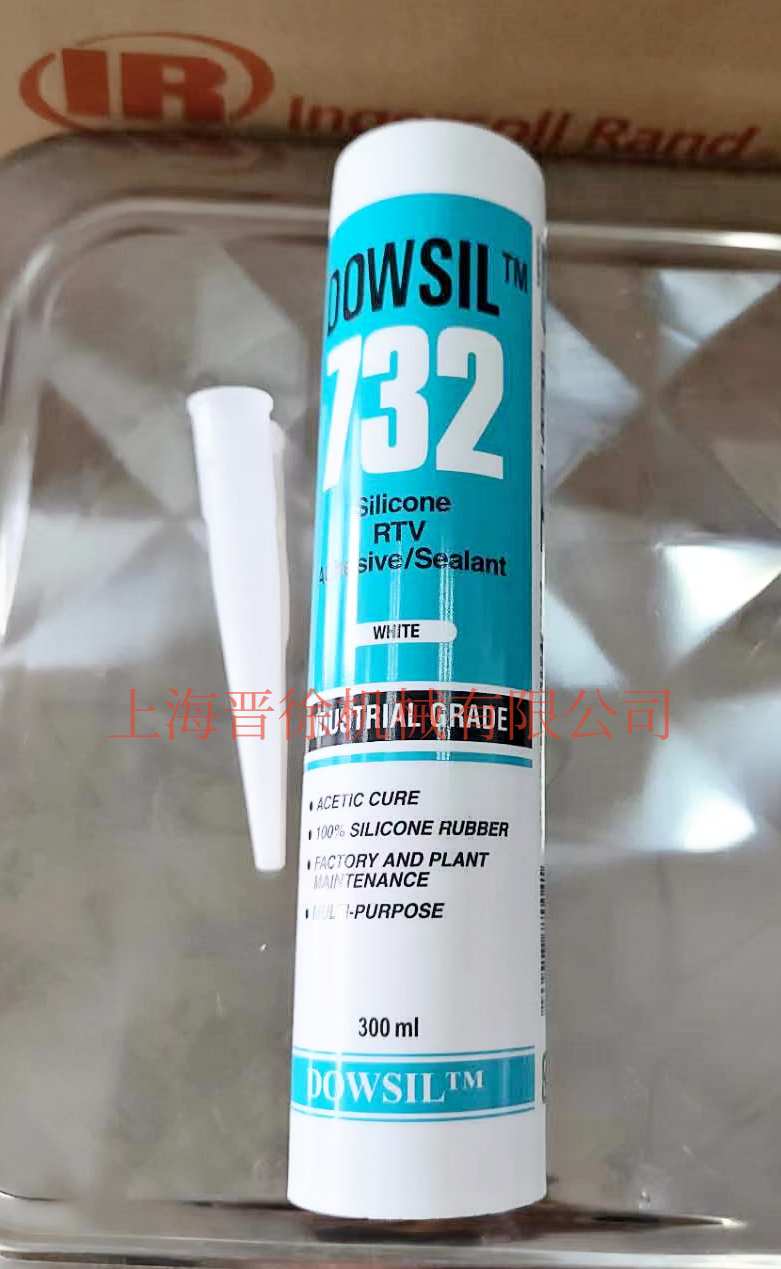 IR
Ingersoll Rand
DOWSIL™
732
Silicone
RTV
Adhesive/Sealant
WHITE
上海晋徐机械有限公司
INDUSTRIAL GRADE
• ACETIC CURE
• 100% SILICONE RUBBER
• FACTORY AND PLANT
MAINTENANCE
• MULTI-PURPOSE
300 ml
DOWSIL™